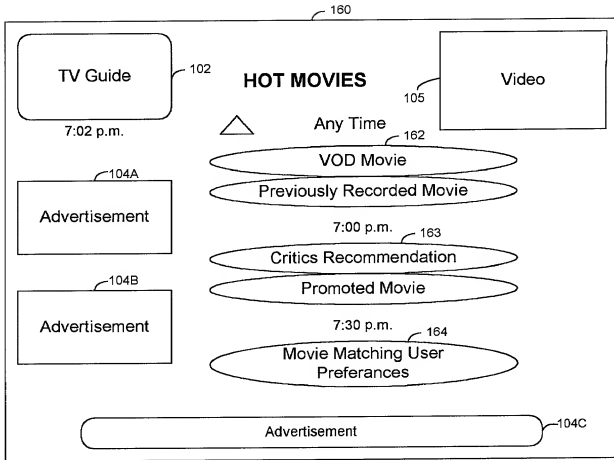 160
TV Guide
102
HOT MOVIES
105
Video
7:02 p.m.
Any Time
162
VOD Movie
Previously Recorded Movie
104A
Advertisement
7:00 p.m.
163
Critics Recommendation
Promoted Movie
104B
Advertisement
7:30 p.m.
164
Movie Matching User
Preferances
Advertisement
104C